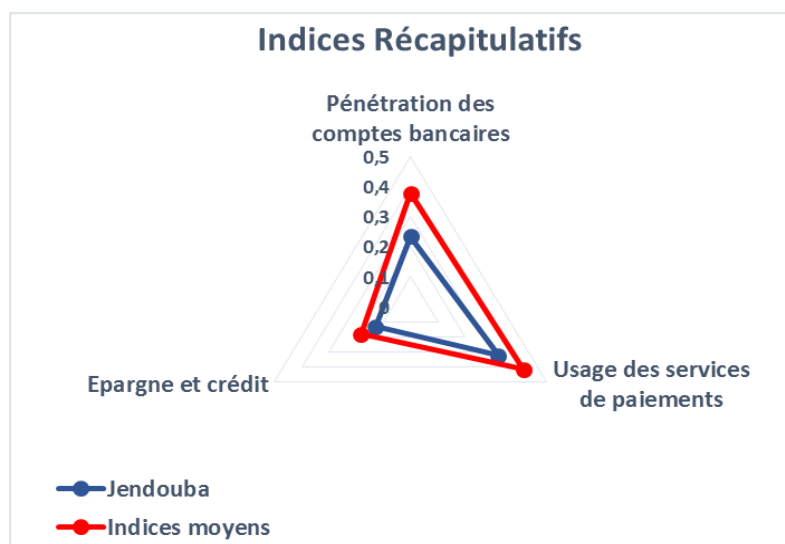 Indices Récapitulatifs
Pénétration des
comptes bancaires
0,5
0,4
0,3
0,2
0,1
0
Epargne et crédit
Usage des services
de paiements
Jendouba
Indices moyens